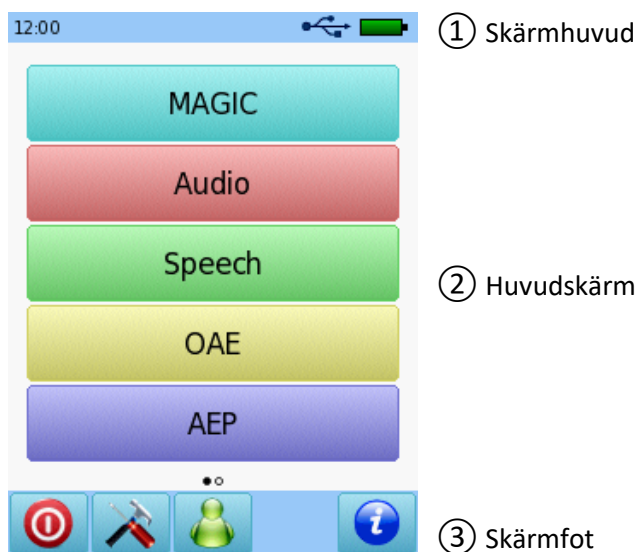 12:00
① Skärmhuvud
MAGIC
Audio
Speech
② Huvudskärm
OAE
AEP
③ Skärmfot